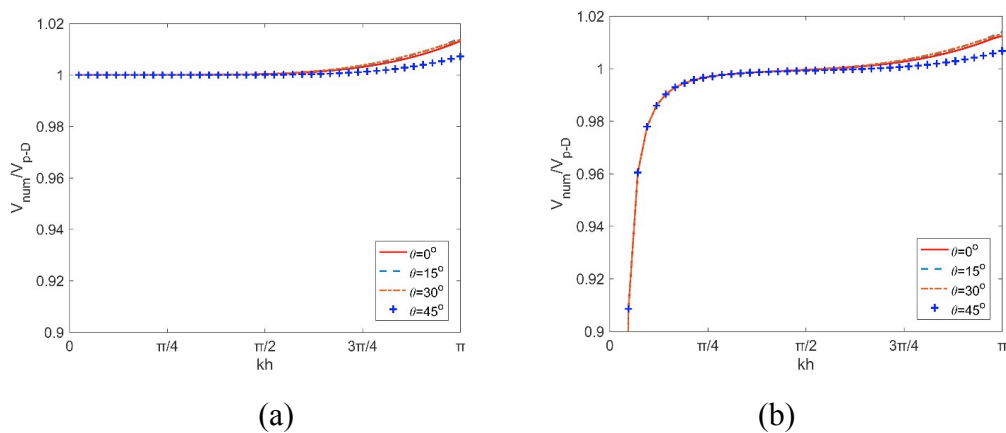 1.02
1
0.98
0.96
0.94
0.92
0.9
V_num/V_p-D
0
π/4
π/2
3π/4
π
kh
θ=0°
θ=15°
θ=30°
θ=45°
(a)
1.02
1
0.98
0.96
0.94
0.92
0.9
V_num/V_p-D
0
π/4
π/2
3π/4
π
kh
θ=0°
θ=15°
θ=30°
θ=45°
(b)